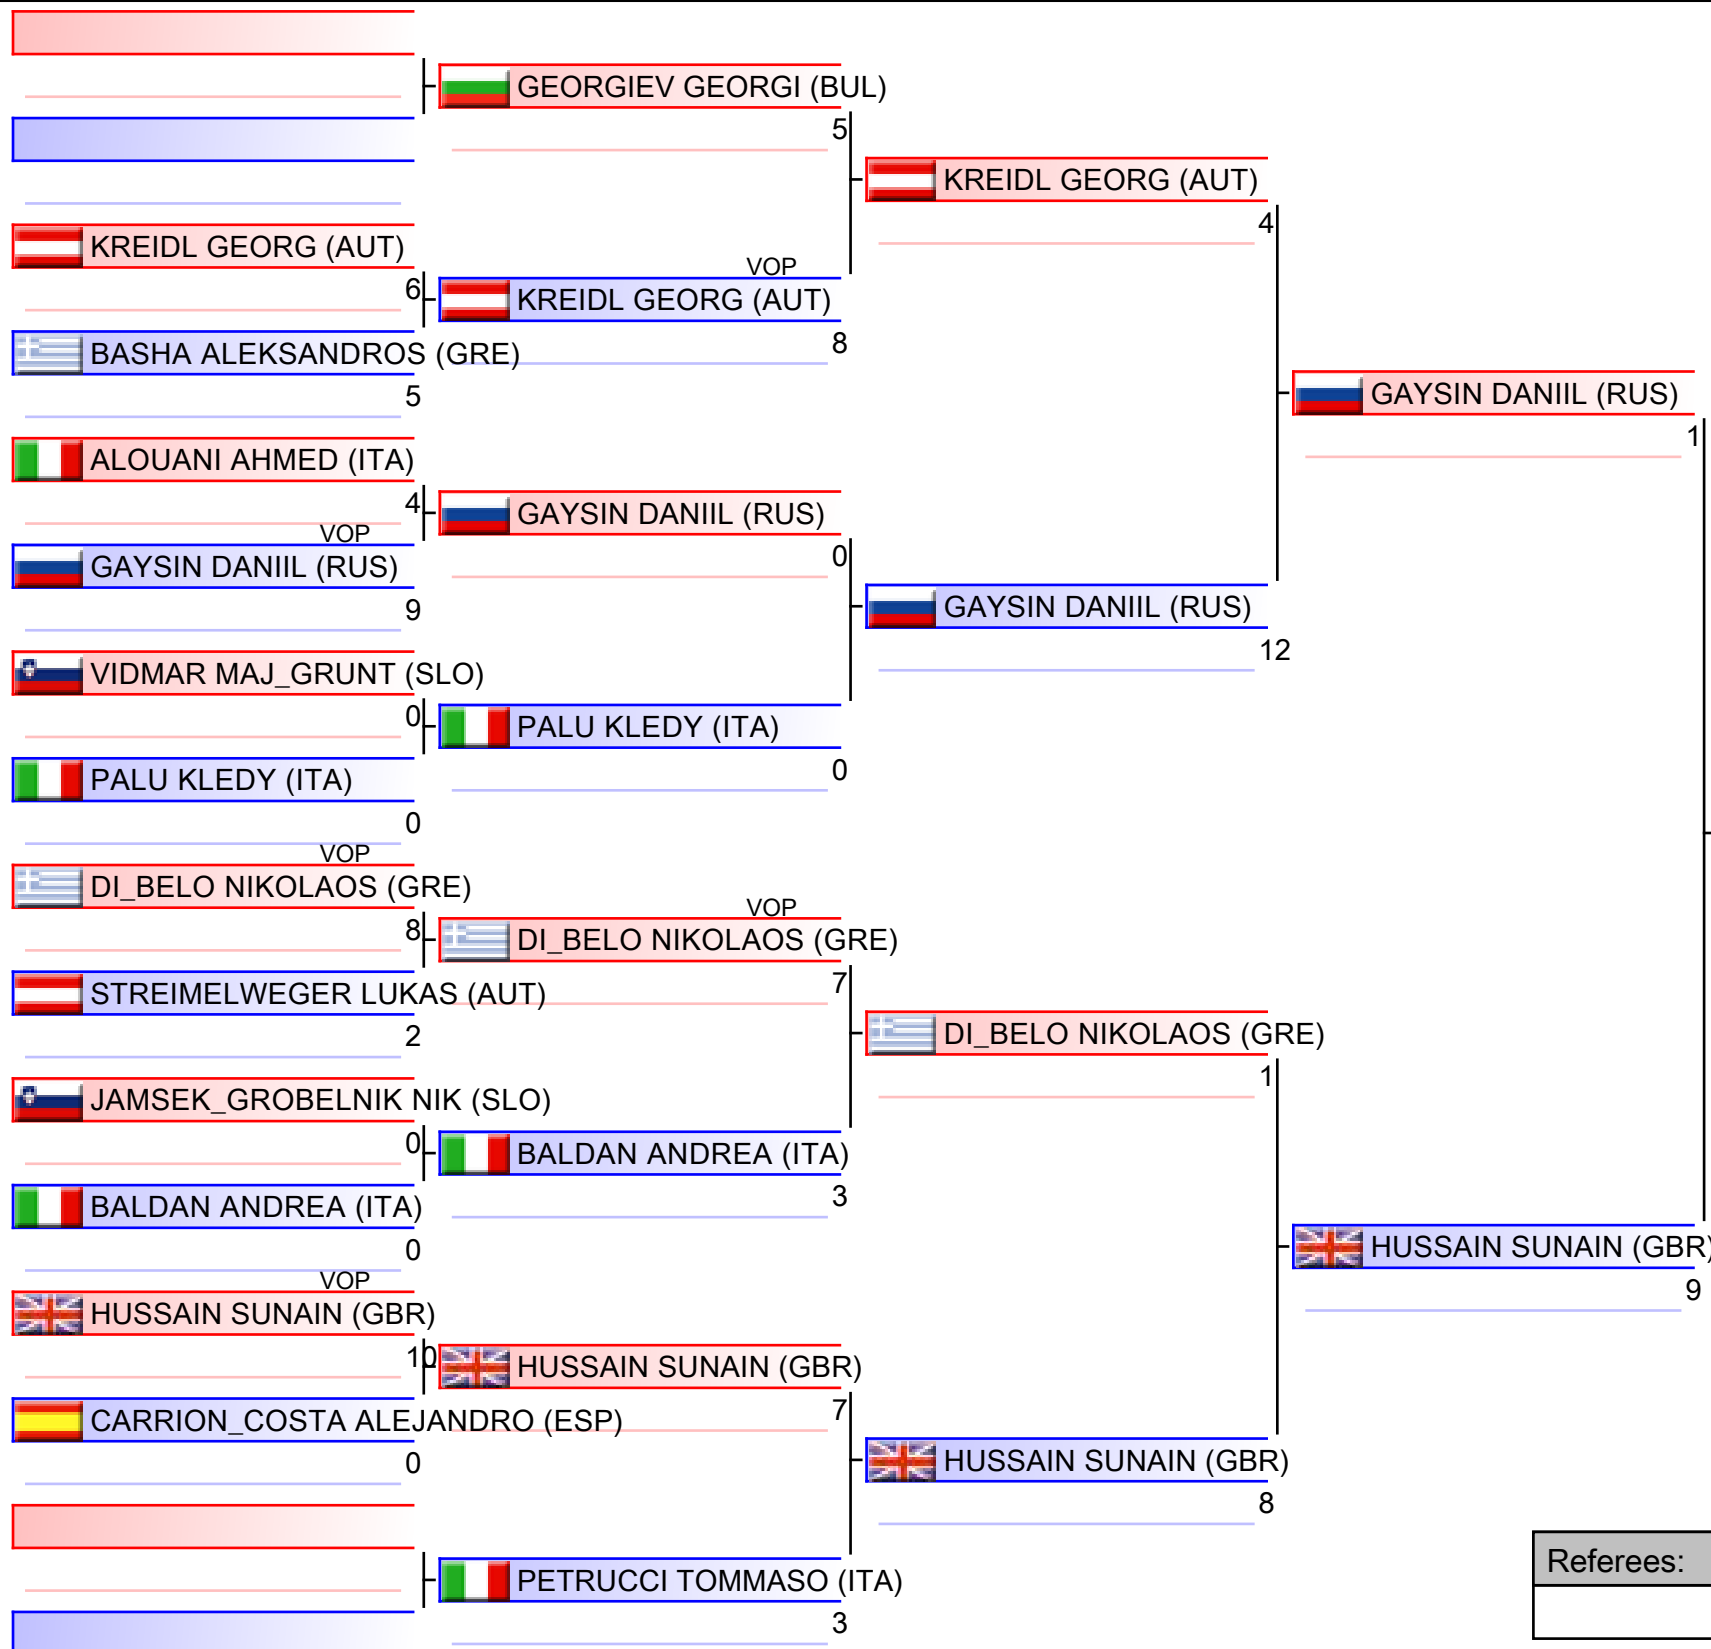 GEORGIEV GEORGI (BUL)
5
KREIDL GEORG (AUT)
4
KREIDL GEORG (AUT)
6
VOP
KREIDL GEORG (AUT)
8
BASHA ALEKSANDROS (GRE)
5
GAYSIN DANIIL (RUS)
1
ALOUANI AHMED (ITA)
4
GAYSIN DANIIL (RUS)
0
VOP
GAYSIN DANIIL (RUS)
9
GAYSIN DANIIL (RUS)
12
VIDMAR MAJ_GRUNT (SLO)
0
PALU KLEDY (ITA)
0
PALU KLEDY (ITA)
0
VOP
DI_BELO NIKOLAOS (GRE)
8
VOP
DI_BELO NIKOLAOS (GRE)
7
STREIMELWEGER LUKAS (AUT)
2
DI_BELO NIKOLAOS (GRE)
1
JAMSEK_GROBELNIK NIK (SLO)
0
BALDAN ANDREA (ITA)
3
BALDAN ANDREA (ITA)
0
HUSSAIN SUNAIN (GBR)
9
VOP
HUSSAIN SUNAIN (GBR)
10
HUSSAIN SUNAIN (GBR)
7
CARRION_COSTA ALEJANDRO (ESP)
0
HUSSAIN SUNAIN (GBR)
8
PETRUCCI TOMMASO (ITA)
3
Referees: